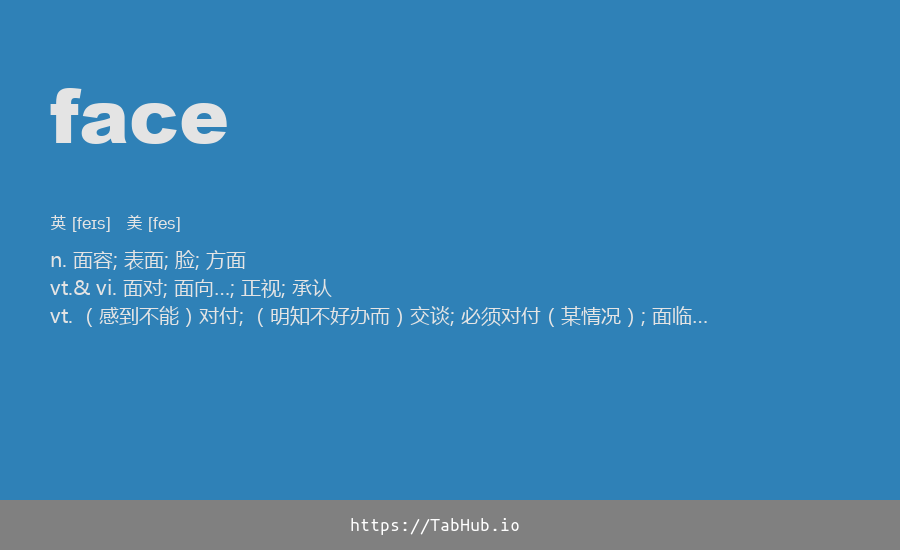 face
英 [feɪs] 美 [fes]
n. 面容; 表面; 脸; 方面
vt.& vi. 面对; 面向...; 正视; 承认
vt. （感到不能）对付; （明知不好办而）交谈; 必须对付（某情况）; 面临...
https://TabHub.io